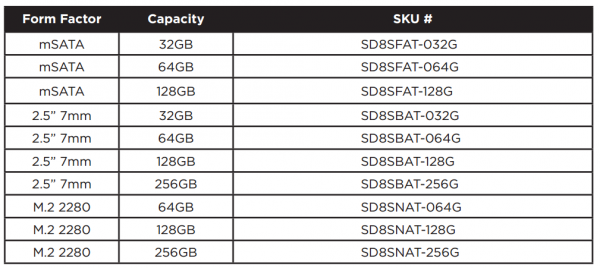 Form Factor Capacity SKU #
mSATA 32GB SD8SFAT-032G
mSATA 64GB SD8SFAT-064G
mSATA 128GB SD8SFAT-128G
2.5” 7mm 32GB SD8SBAT-032G
2.5” 7mm 64GB SD8SBAT-064G
2.5” 7mm 128GB SD8SBAT-128G
2.5” 7mm 256GB SD8SBAT-256G
M.2 2280 64GB SD8SNAT-064G
M.2 2280 128GB SD8SNAT-128G
M.2 2280 256GB SD8SNAT-256G